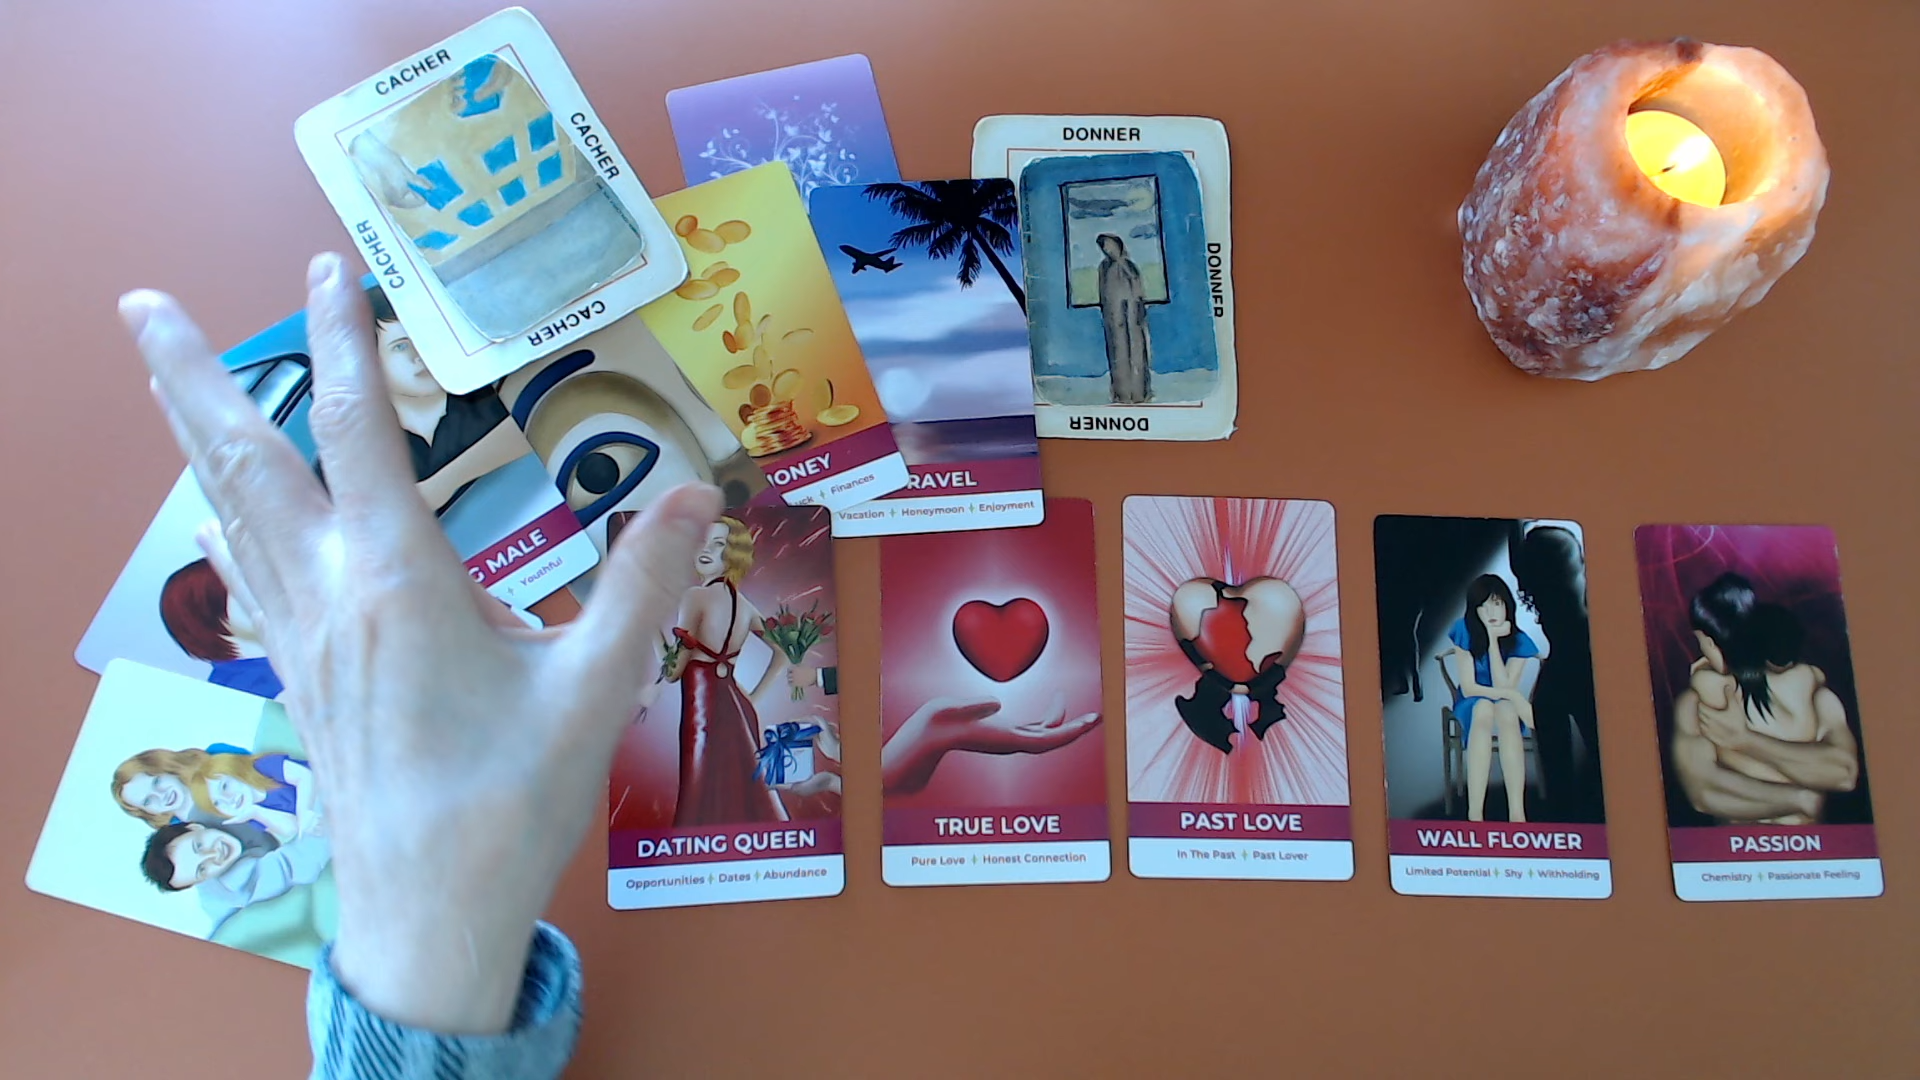 CACHER
CACHER
CACHER
CACHER
DONNER
DONNER
DONNER
MONEY
Finances
TRAVEL
Vacation + Honeymoon + Enjoyment
MALE
Youthful
DATING QUEEN
Opportunities + Dates + Abundance
TRUE LOVE
Pure Love + Honest Connection
PAST LOVE
In The Past + Past Lover
WALL FLOWER
Limited Potential + Shy + Withholding
PASSION
Chemistry + Passionate Feeling